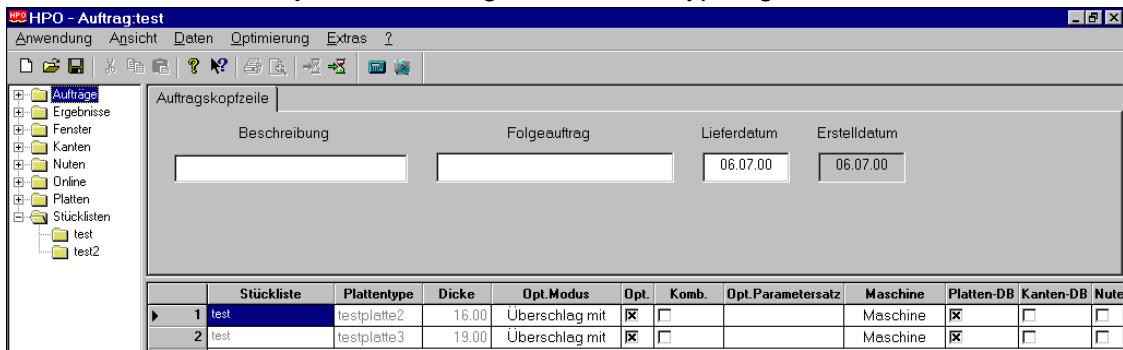 HPO - Auftrag:test
Anwendung Ansicht Daten Optimierung Extras ?
Aufträge
Ergebnisse
Fenster
Kanten
Nuten
Online
Platten
Stücklisten
test
test2
Auftragskopfzeile
Beschreibung Folgeauftrag Lieferdatum Erstelldatum
06.07.00 06.07.00
Stückliste Plattentype Dicke Opt.Modus Opt. Komb. Opt.Parametersatz Maschine Platten-DB Kanten-DB Nute
1 test testplatte2 16.00 Überschlag mit Maschine
2 test testplatte3 19.00 Überschlag mit Maschine